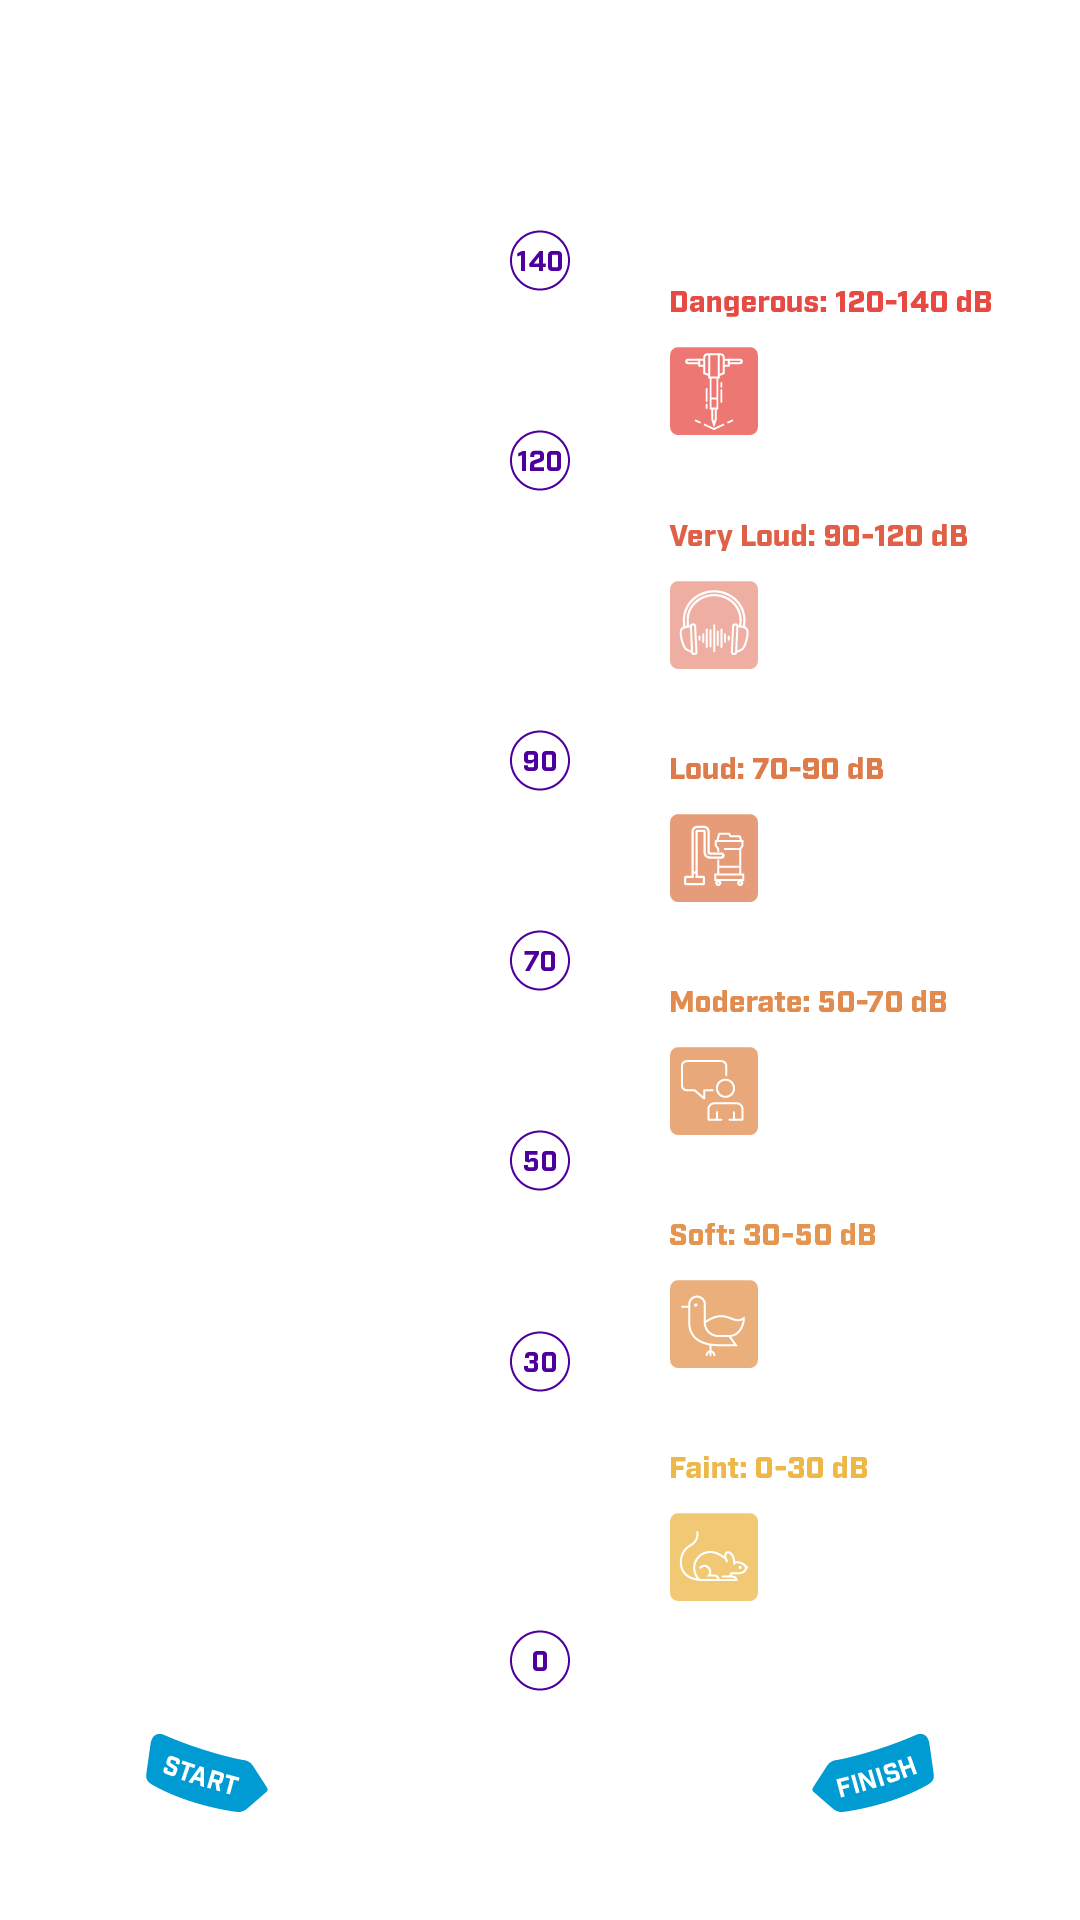 140
Dangerous: 120-140 dB
120
Very Loud: 90-120 dB
90
Loud: 70-90 dB
70
Moderate: 50-70 dB
50
Soft: 30-50 dB
30
Faint: 0-30 dB
0
START
FINISH